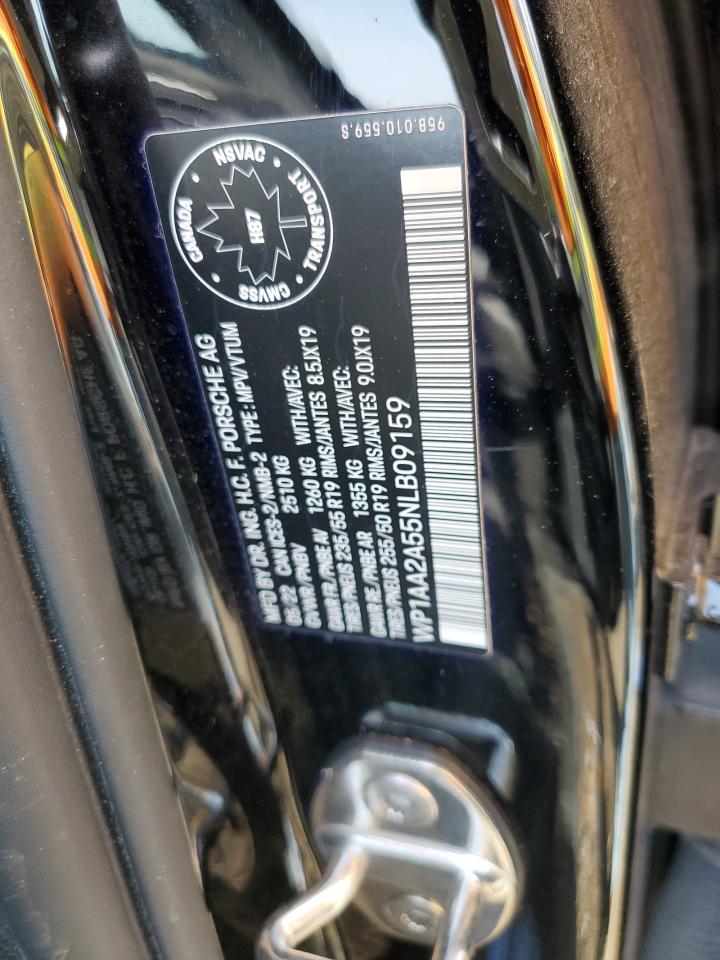 95B.010.559.S
NSVAC
CANADA
TRANSPORT
CMVSS
H87
MFD BY DR. ING. H.C. F. PORSCHE AG
05/22 CAN CES-2/NMB-2 TYPE: MPV/VTUM
GVWR/PNBV 2510 KG
GAWR FR./PNBE AV 1260 KG WITH/AVEC:
TIRES/PNEUS 235/55 R19 RIMS/JANTES 8.5JX19
GAWR RE./PNBE AR 1355 KG WITH/AVEC:
TIRES/PNEUS 255/50 R19 RIMS/JANTES 9.0JX19
WP1AA2A55NLB09159